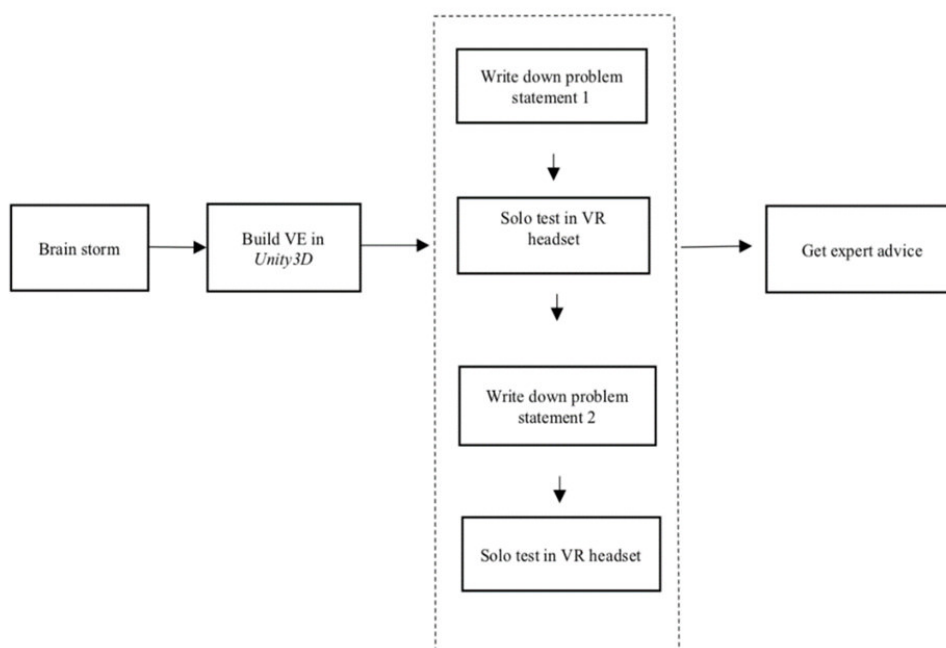 Brain storm
Build VE in
Unity3D
Write down problem
statement 1
Solo test in VR
headset
Write down problem
statement 2
Solo test in VR headset
Get expert advice